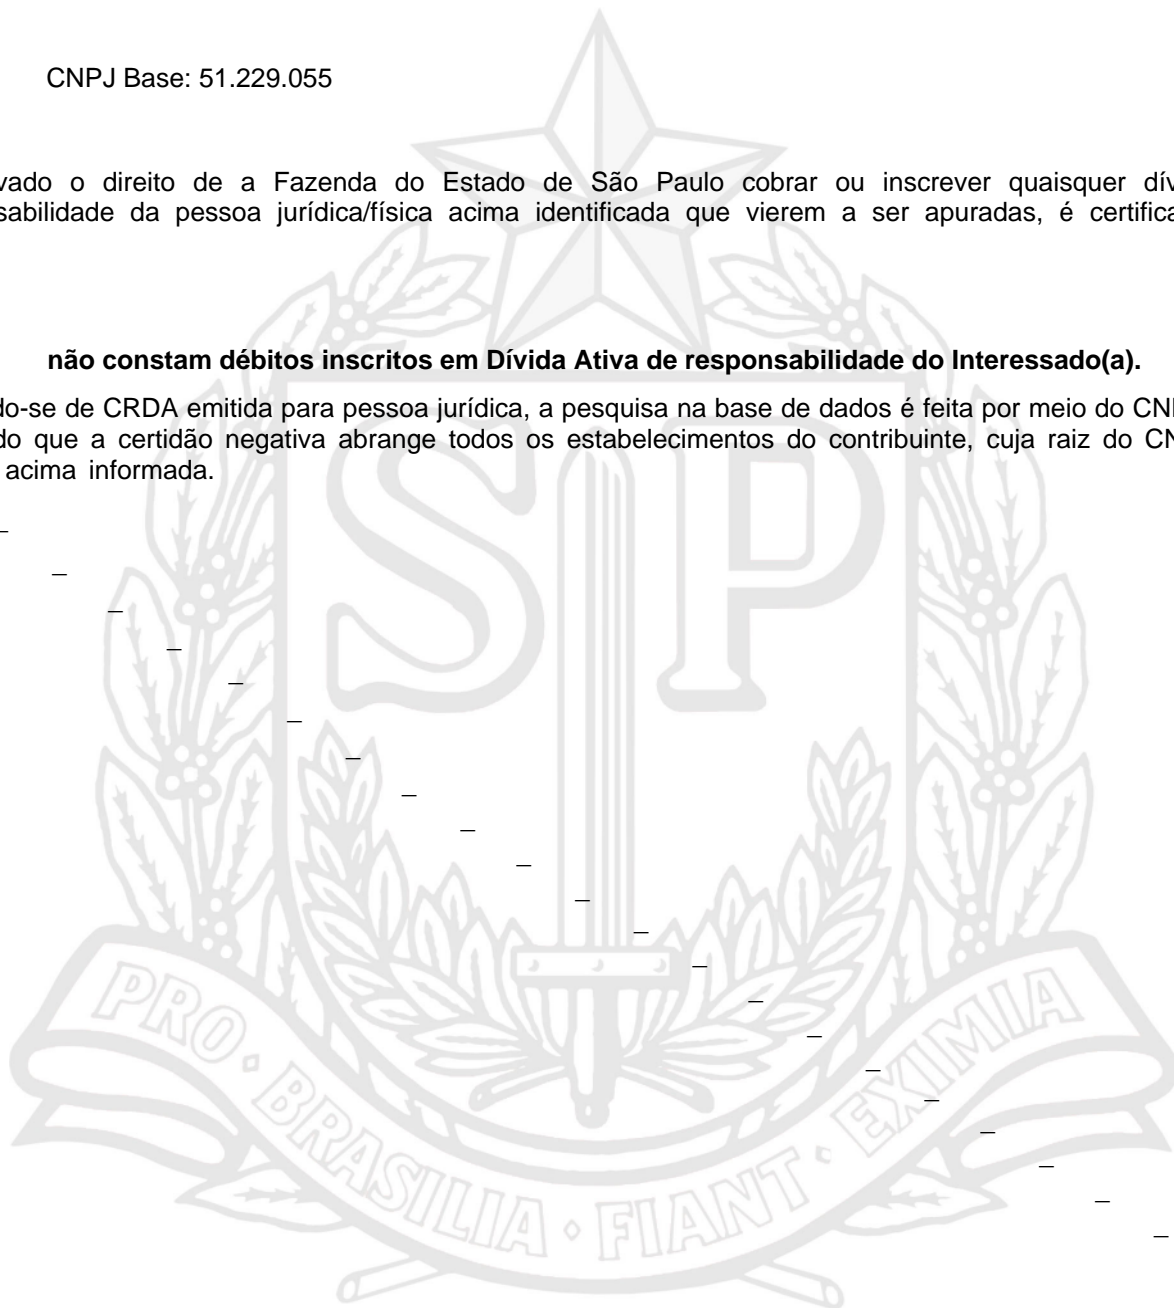 CNPJ Base: 51.229.055
vado o direito de a Fazenda do Estado de São Paulo cobrar ou inscrever quaisquer dív
sabilidade da pessoa jurídica/física acima identificada que vierem a ser apuradas, é certifica
não constam débitos inscritos em Dívida Ativa de responsabilidade do Interessado(a).
do-se de CRDA emitida para pessoa jurídica, a pesquisa na base de dados é feita por meio do CN
do que a certidão negativa abrange todos os estabelecimentos do contribuinte, cuja raiz do CN
acima informada.
SP
PRO • BRASILIA • FIANT • EXIMIA